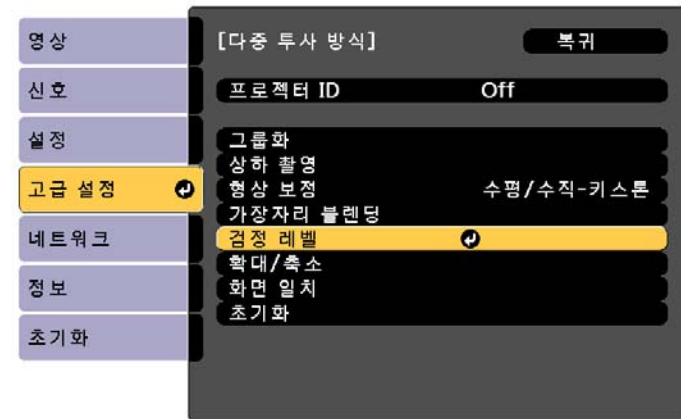 영상
신호
설정
고급 설정
네트워크
정보
초기화
[다중 투사 방식] 복귀
프로젝터 ID Off
그룹화
상하 촬영
형상 보정 수평/수직-키스톤
가장자리 블렌딩
검정 레벨
확대/축소
화면 일치
초기화